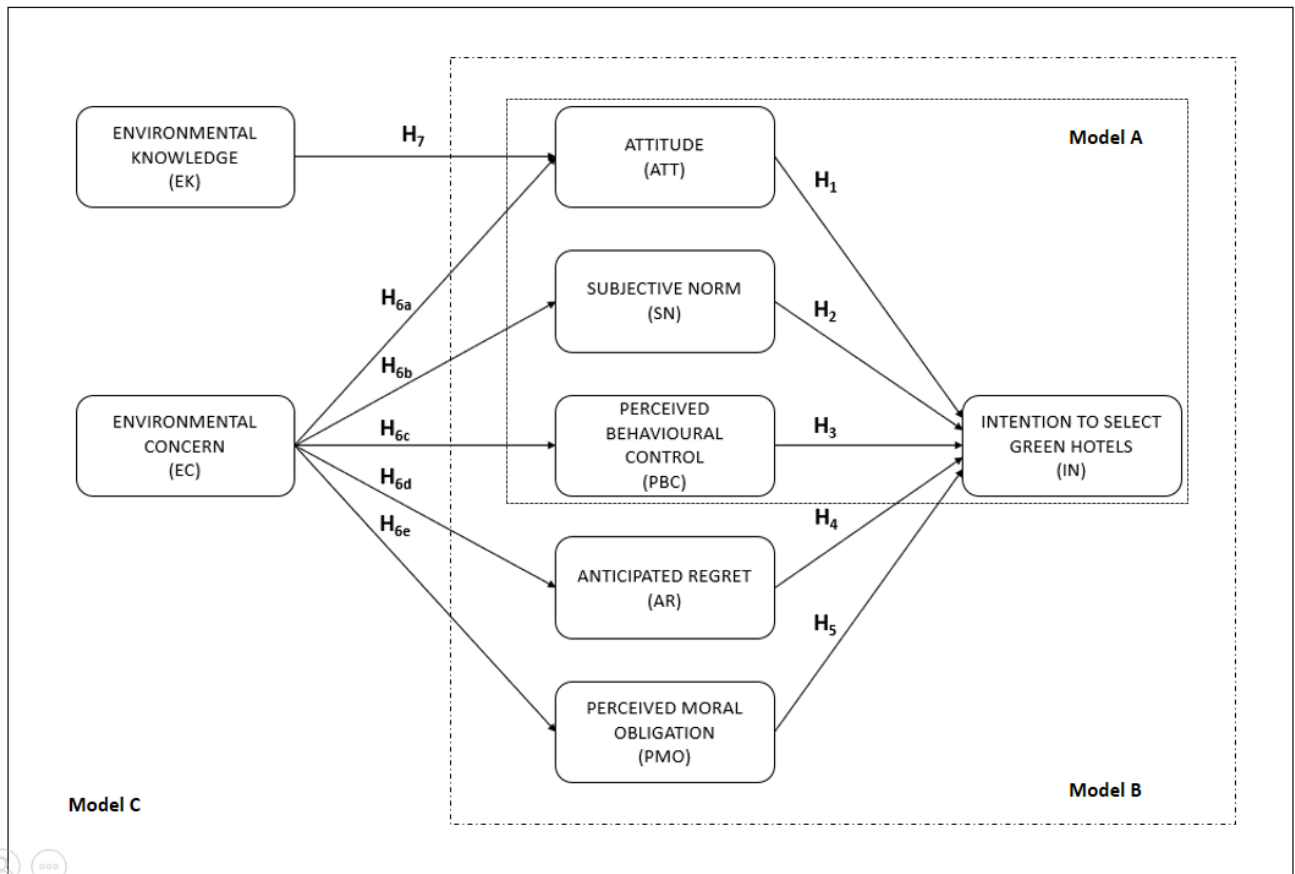 ENVIRONMENTAL
KNOWLEDGE
(EK)
H₇
ATTITUDE
(ATT)
Model A
H₁
SUBJECTIVE NORM
(SN)
H₂
H₆ₐ
H₆b
ENVIRONMENTAL
CONCERN
(EC)
H₆c
PERCEIVED
BEHAVIOURAL
CONTROL
(PBC)
H₃
INTENTION TO SELECT
GREEN HOTELS
(IN)
H₆d
H₆ₑ
ANTICIPATED REGRET
(AR)
H₄
H₅
PERCEIVED MORAL
OBLIGATION
(PMO)
Model B
Model C